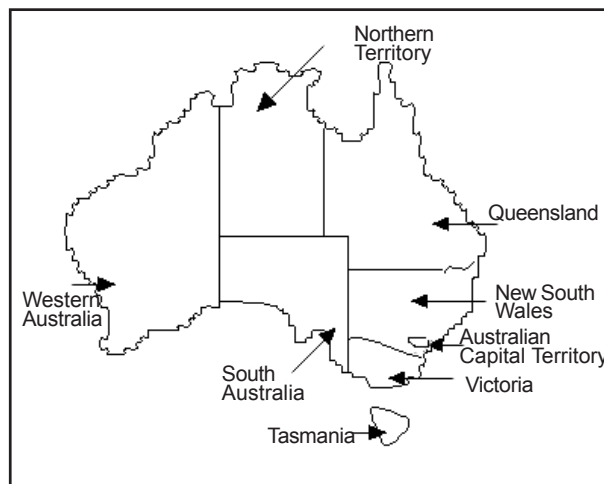 Northern
Territory
Queensland
Western
Australia
New South
Wales
Australian
Capital Territory
South
Australia
Victoria
Tasmania